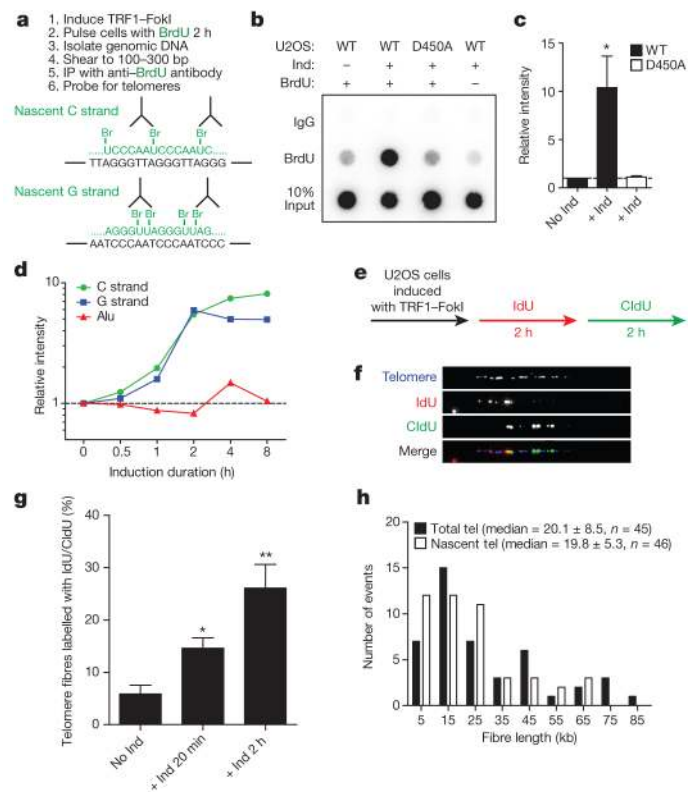 a
1. Induce TRF1–FokI
2. Pulse cells with BrdU 2 h
3. Isolate genomic DNA
4. Shear to 100–300 bp
5. IP with anti–BrdU antibody
6. Probe for telomeres
Nascent C strand
Br Br Br
.....UCCCAAUCCCAAUC.....
TTAGGGTTAGGGTTAGGG
Nascent G strand
Br Br Br Br
.....AGGGUUAGGGUUAG.....
AATCCCAATCCCAATCCC
b
U2OS: WT WT D450A WT
Ind: – + + +
BrdU: + + + –
IgG
BrdU
10%
Input
c
WT
D450A
Relative intensity
15
10
5
0
*
No Ind
+ Ind
+ Ind
d
C strand
G strand
Alu
Relative intensity
10
1
0 0.5 1 2 4 8
Induction duration (h)
e
U2OS cells
induced
with TRF1–FokI
IdU
2 h
CldU
2 h
f
Telomere
IdU
CldU
Merge
g
Telomere fibres labelled with IdU/CldU (%)
40
30
20
10
0
*
**
No Ind
+ Ind 20 min
+ Ind 2 h
h
Total tel (median = 20.1 ± 8.5, n = 45)
Nascent tel (median = 19.8 ± 5.3, n = 46)
Number of events
20
15
10
5
0
5 15 25 35 45 55 65 75 85
Fibre length (kb)